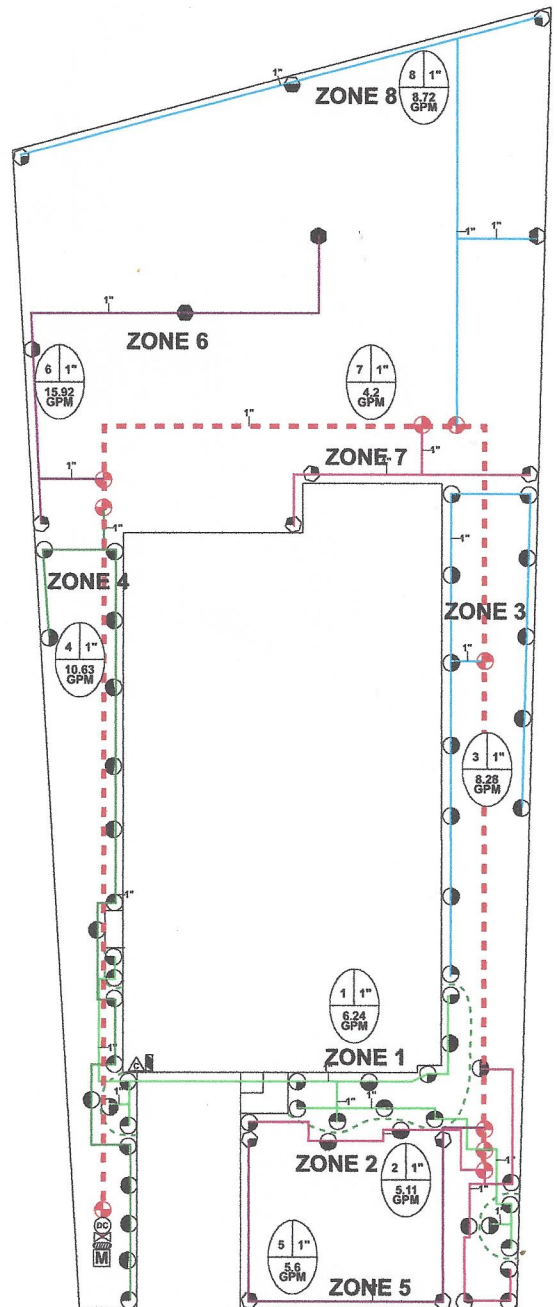 1"
8 1"
8.72
GPM
ZONE 8
1"
1"
1"
ZONE 6
6 1"
15.92
GPM
7 1"
4.2
GPM
1"
ZONE 7
1"
1"
1"
1"
ZONE 4
ZONE 3
4 1"
10.63
GPM
1"
3 1"
8.28
GPM
1"
1 1"
6.24
GPM
1"
C
ZONE 1
1"
1"
1"
1"
ZONE 2
2 1"
5.11
GPM
1"
1"
DC
M
5 1"
5.6
GPM
ZONE 5
1"